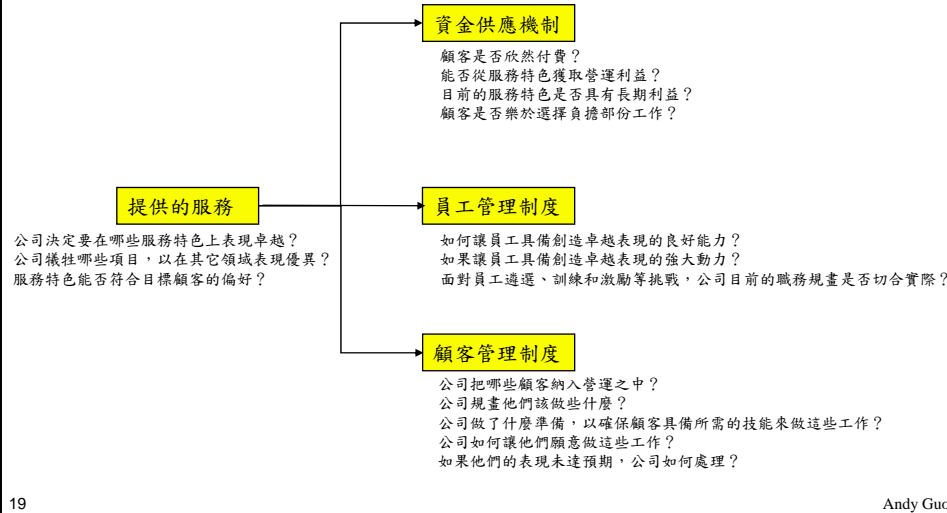 資金供應機制
顧客是否欣然付費？
能否從服務特色獲取營運利益？
目前的服務特色是否具有長期利益？
顧客是否樂於選擇負擔部份工作？
提供的服務
公司決定要在哪些服務特色上表現卓越？
公司犧牲哪些項目，以在其它領域表現優異？
服務特色能否符合目標顧客的偏好？
員工管理制度
如何讓員工具備創造卓越表現的良好能力？
如果讓員工具備創造卓越表現的強大動力？
面對員工遴選、訓練和激勵等挑戰，公司目前的職務規畫是否切合實際？
顧客管理制度
公司把哪些顧客納入營運之中？
公司規畫他們該做些什麼？
公司做了什麼準備，以確保顧客具備所需的技能來做這些工作？
公司如何讓他們願意做這些工作？
如果他們的表現未達預期，公司如何處理？
19
Andy Guo